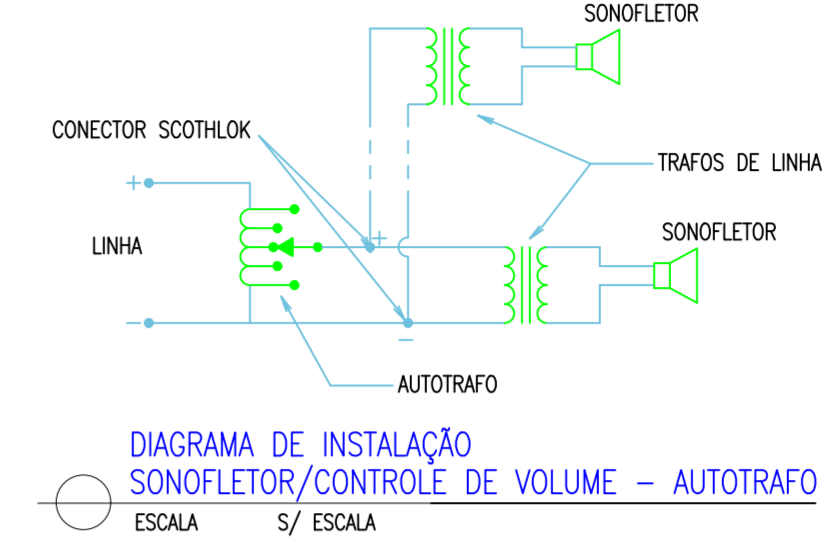 SONOFLETOR
CONECTOR SCOTHLOK
TRAFOS DE LINHA
+
LINHA
+
SONOFLETOR
–
–
AUTOTRAFO
DIAGRAMA DE INSTALAÇÃO
SONOFLETOR/CONTROLE DE VOLUME – AUTOTRAFO
ESCALA S/ ESCALA